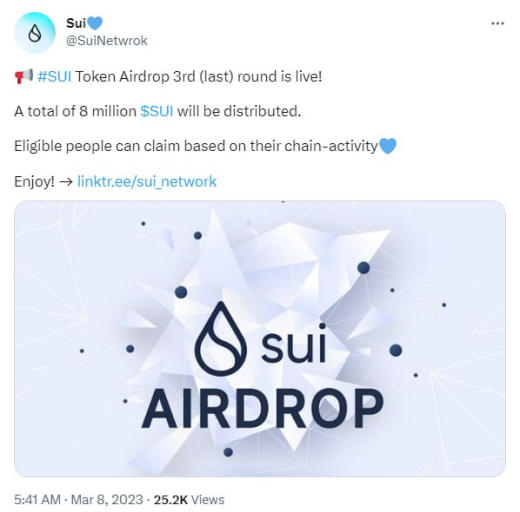 Sui💙
@SuiNetwrok
📢 #SUI Token Airdrop 3rd (last) round is live!
A total of 8 million $SUI will be distributed.
Eligible people can claim based on their chain-activity💙
Enjoy! → linktr.ee/sui_network
sui
AIRDROP
5:41 AM · Mar 8, 2023 · 25.2K Views